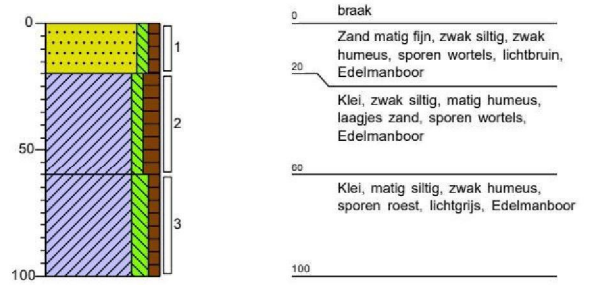 braak
0
0
Zand matig fijn, zwak siltig, zwak
humeus, sporen wortels, lichtbruin,
Edelmanboor
1
20
Klei, zwak siltig, matig humeus,
laagjes zand, sporen wortels,
Edelmanboor
2
50
60
Klei, matig siltig, zwak humeus,
sporen roest, lichtgrijs, Edelmanboor
3
100
100